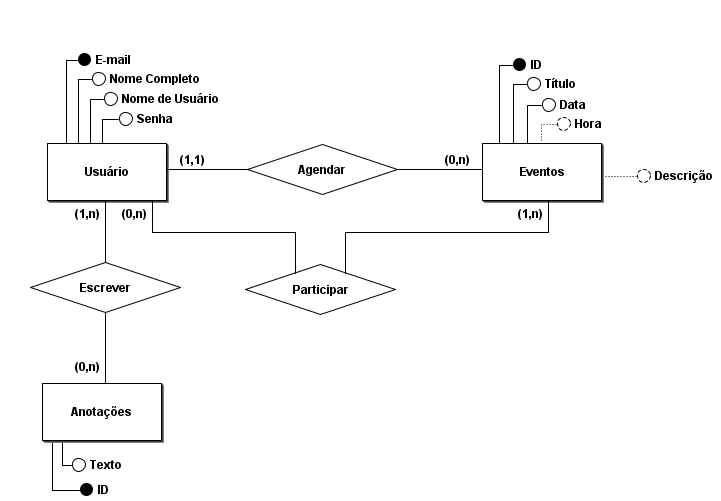 E-mail
Nome Completo
Nome de Usuário
Senha
ID
Título
Data
Hora
Usuário
(1,1)
Agendar
(0,n)
Eventos
Descrição
(1,n)
(0,n)
(1,n)
Escrever
Participar
(0,n)
Anotações
Texto
ID